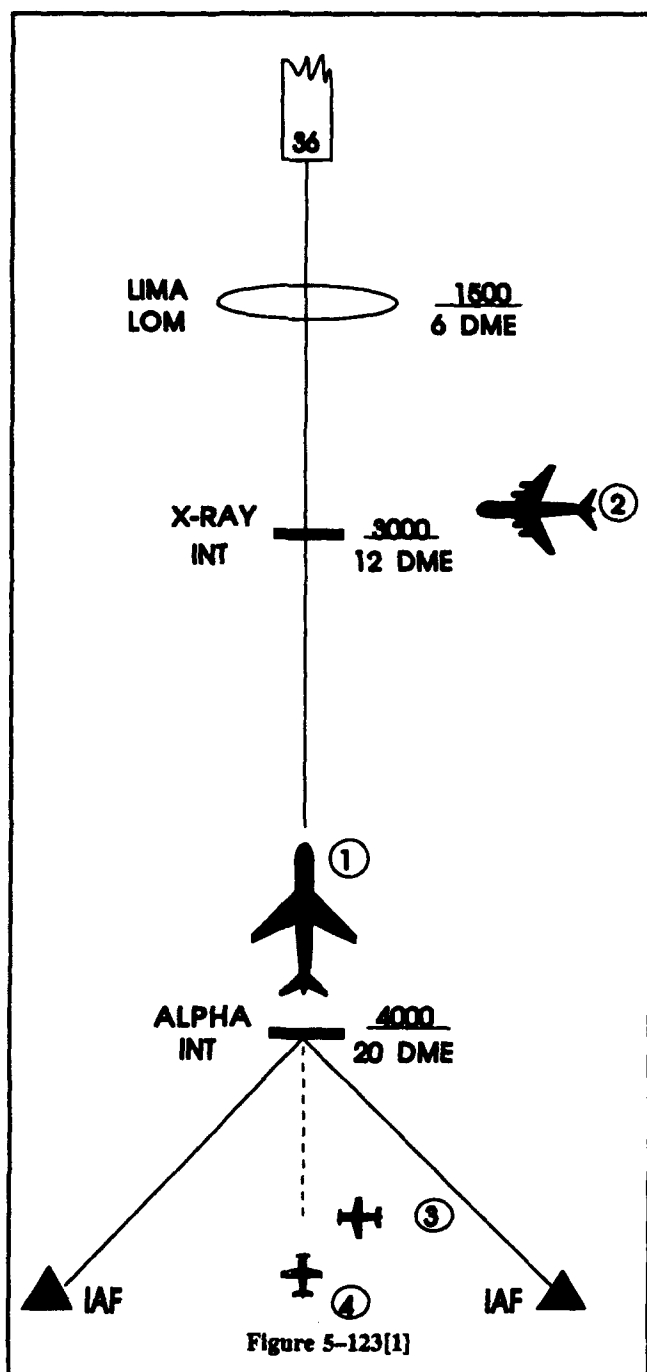 36
LIMA
LOM
1500
6 DME
②
X-RAY
INT
3000
12 DME
①
ALPHA
INT
4000
20 DME
③
IAF
④
IAF
Figure 5–123[1]